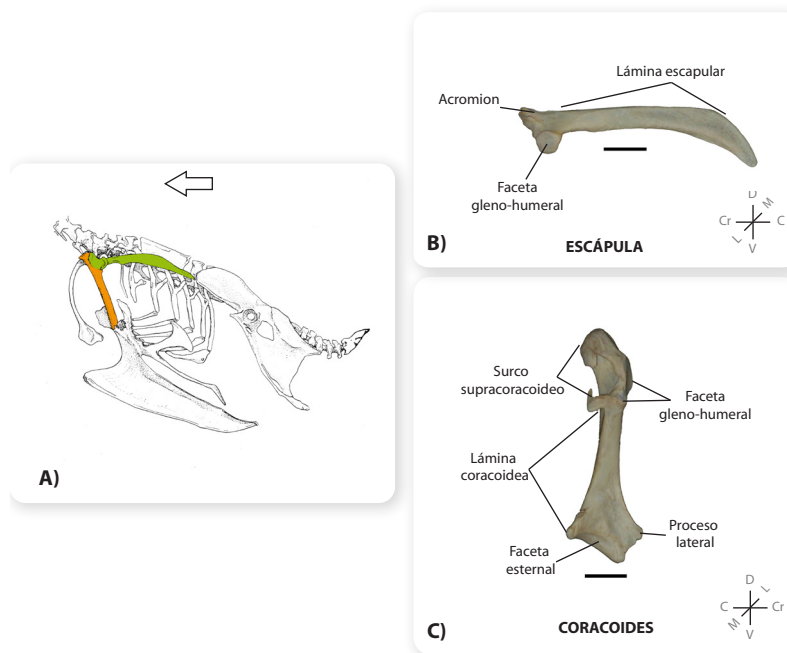 A)
Lámina escapular
Acromion
Faceta
gleno-humeral
B)
ESCÁPULA
D
M
Cr
C
L
V
Surco
supracoracoideo
Faceta
gleno-humeral
Lámina
coracoidea
Proceso
lateral
Faceta
esternal
C)
CORACOIDES
D
L
C
Cr
M
V